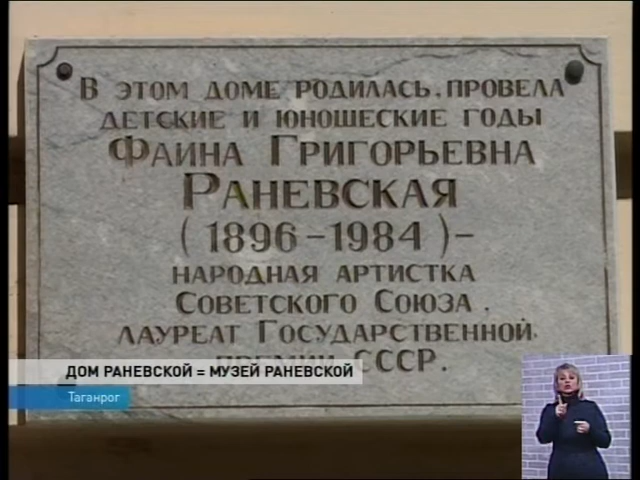 В ЭТОМ ДОМЕ РОДИЛАСЬ, ПРОВЕЛА
ДЕТСКИЕ И ЮНОШЕСКИЕ ГОДЫ
ФАИНА ГРИГОРЬЕВНА
РАНЕВСКАЯ
(1896-1984)-
НАРОДНАЯ АРТИСТКА
СОВЕТСКОГО СОЮЗА,
ЛАУРЕАТ ГОСУДАРСТВЕННОЙ
ПРЕМИИ СССР.
ДОМ РАНЕВСКОЙ = МУЗЕЙ РАНЕВСКОЙ
Таганрог